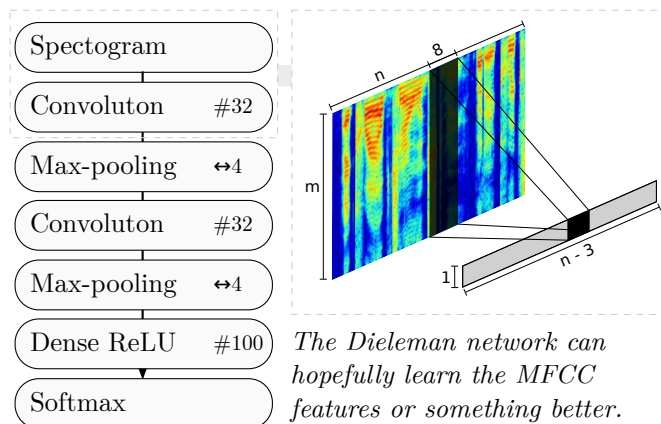 Spectogram
Convoluton #32
Max-pooling ↔4
Convoluton #32
Max-pooling ↔4
Dense ReLU #100
Softmax
n
8
m
1
n - 3
The Dieleman network can
hopefully learn the MFCC
features or something better.